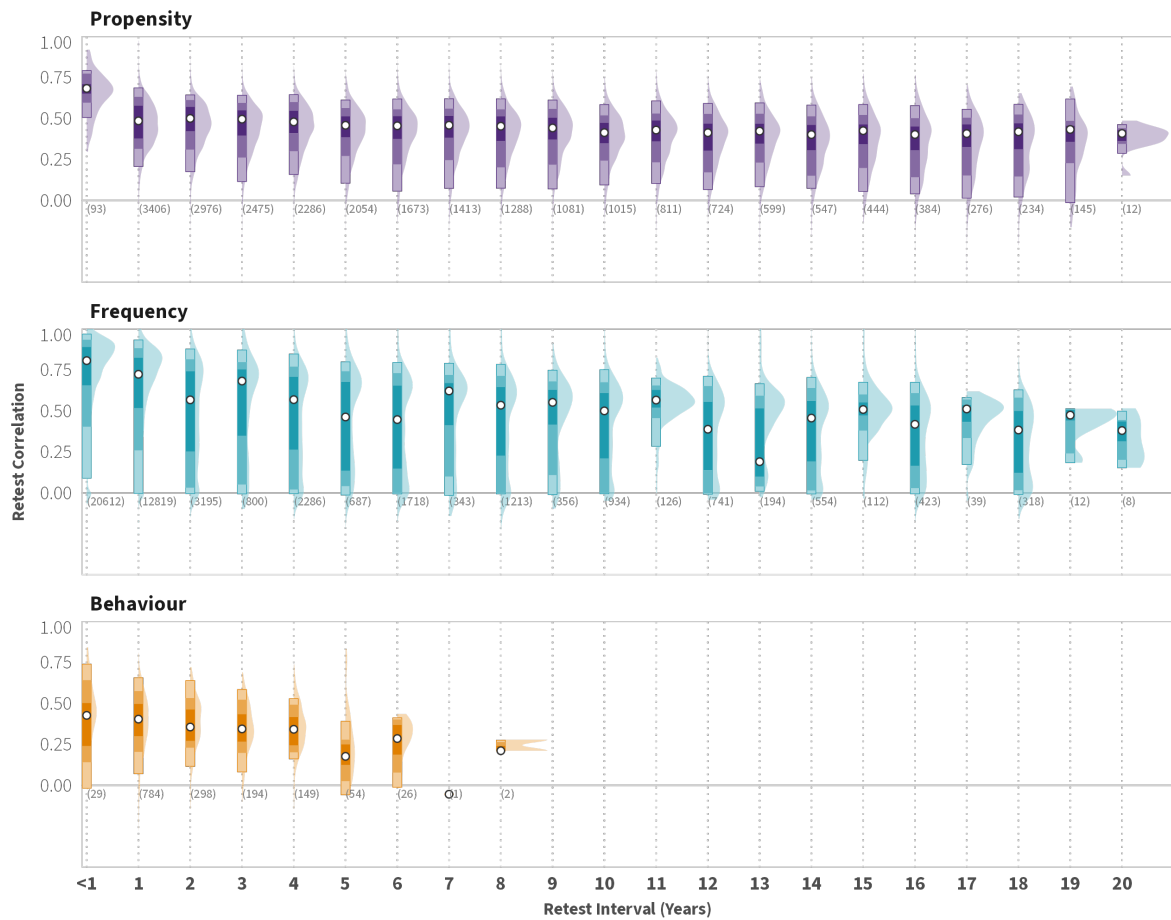 Propensity
1.00
0.75
0.50
0.25
0.00
(93) (3406) (2976) (2475) (2286) (2054) (1673) (1413) (1288) (1081) (1015) (811) (724) (599) (547) (444) (384) (276) (234) (145) (12)
Frequency
1.00
0.75
0.50
0.25
0.00
(20612) (12819) (3195) (800) (2286) (687) (1718) (343) (1213) (356) (934) (126) (741) (194) (554) (112) (423) (39) (318) (12) (8)
Retest Correlation
Behaviour
1.00
0.75
0.50
0.25
0.00
(29) (784) (298) (194) (149) (54) (26) (1) (2)
<1 1 2 3 4 5 6 7 8 9 10 11 12 13 14 15 16 17 18 19 20
Retest Interval (Years)